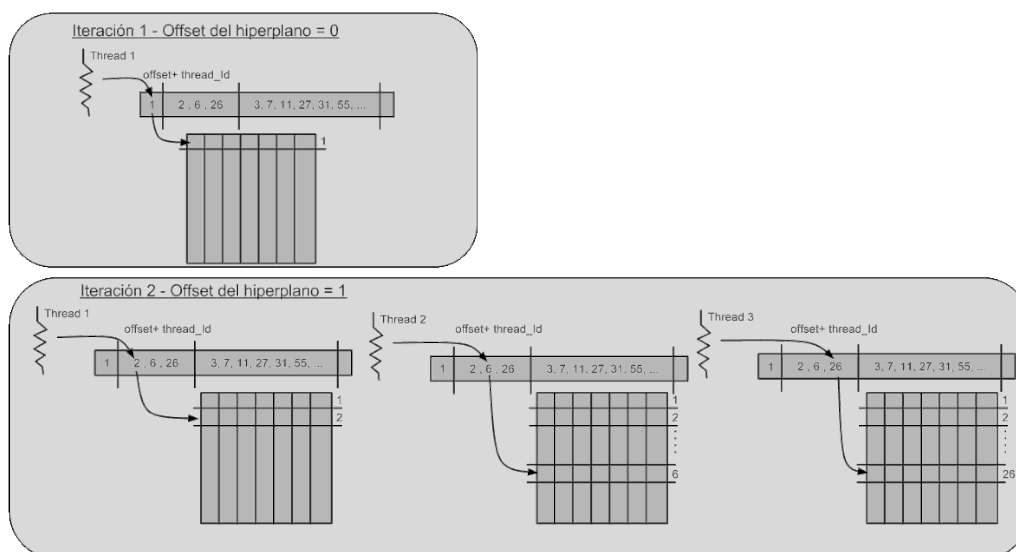 Iteración 1 - Offset del hiperplano = 0
Thread 1
offset+ thread_Id
1 2 , 6 , 26 3, 7, 11, 27, 31, 55, ...
1
Iteración 2 - Offset del hiperplano = 1
Thread 1
offset+ thread_Id
1 2 , 6 , 26 3, 7, 11, 27, 31, 55, ...
1
2
Thread 2
offset+ thread_Id
1 2 , 6 , 26 3, 7, 11, 27, 31, 55, ...
1
2
6
Thread 3
offset+ thread_Id
1 2 , 6 , 26 3, 7, 11, 27, 31, 55, ...
1
2
26